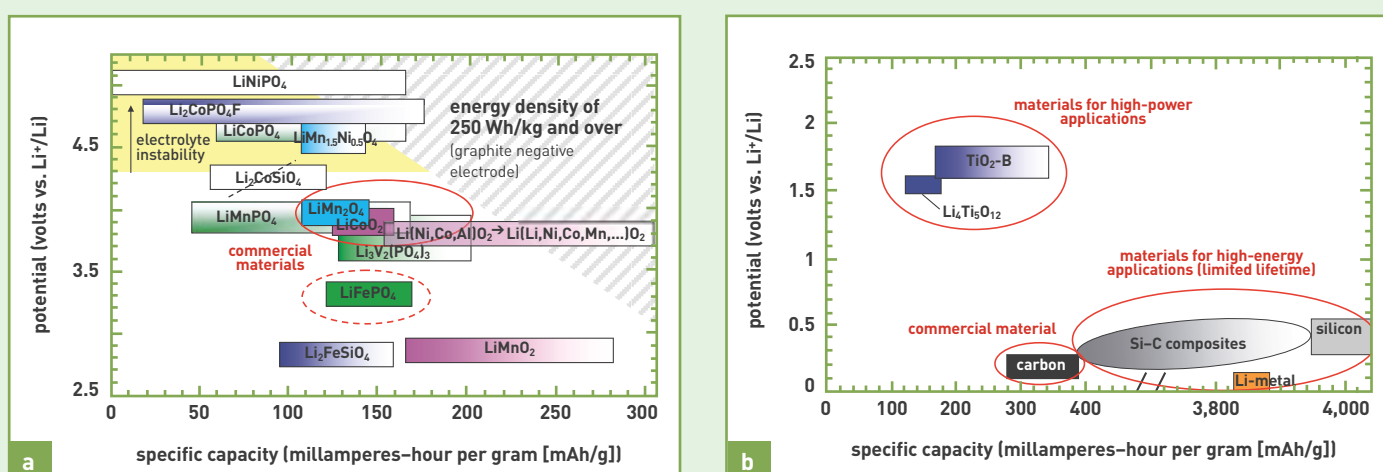 potential (volts vs. Li⁺/Li)
4.5
3.5
2.5
LiNiPO₄
Li₂CoPO₄F
LiCoPO₄
LiMn₁.₅Ni₀.₅O₄
electrolyte
instability
energy density of
250 Wh/kg and over
(graphite negative
electrode)
Li₂CoSiO₄
LiMnPO₄
LiMn₂O₄
LiCoO₂
Li(Ni,Co,Al)O₂→Li(Li,Ni,Co,Mn,...)O₂
Li₃V₂(PO₄)₃
commercial
materials
LiFePO₄
Li₂FeSiO₄
LiMnO₂
0 50 100 150 200 250 300
specific capacity (millamperes–hour per gram [mAh/g])
a
potential (volts vs. Li⁺/Li)
2.5
2
1.5
1
0.5
0
materials for high-power
applications
TiO₂-B
Li₄Ti₅O₁₂
materials for high-energy
applications (limited lifetime)
commercial material
silicon
Si–C composites
carbon
Li-metal
0 100 200 300 400 3,800 4,000
specific capacity (millamperes–hour per gram [mAh/g])
b